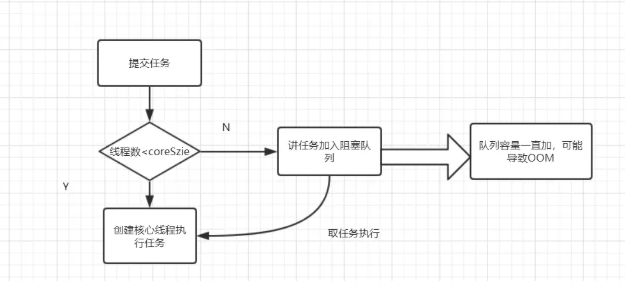 提交任务
N
线程数<coreSzie
讲任务加入阻塞队
列
队列容量一直加，可能
导致OOM
Y
创建核心线程执
行任务
取任务执行